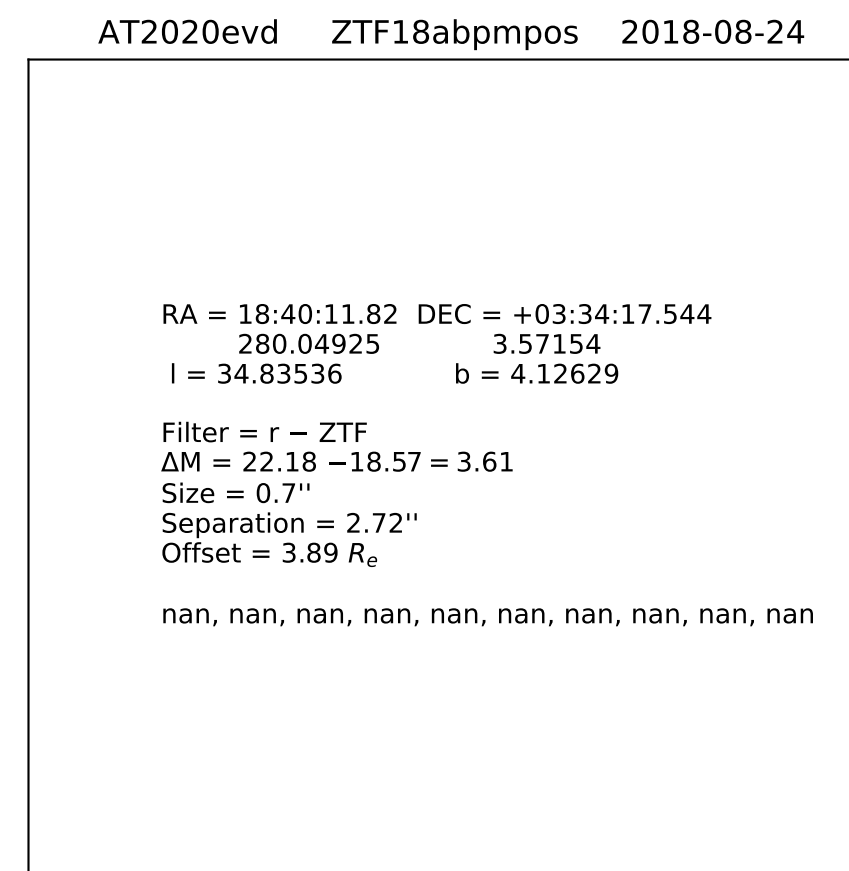 AT2020evd ZTF18abpmpos 2018-08-24
RA = 18:40:11.82 DEC = +03:34:17.544
280.04925 3.57154
l = 34.83536 b = 4.12629
Filter = r − ZTF
ΔM = 22.18 −18.57 = 3.61
Size = 0.7''
Separation = 2.72''
Offset = 3.89 Re
nan, nan, nan, nan, nan, nan, nan, nan, nan, nan